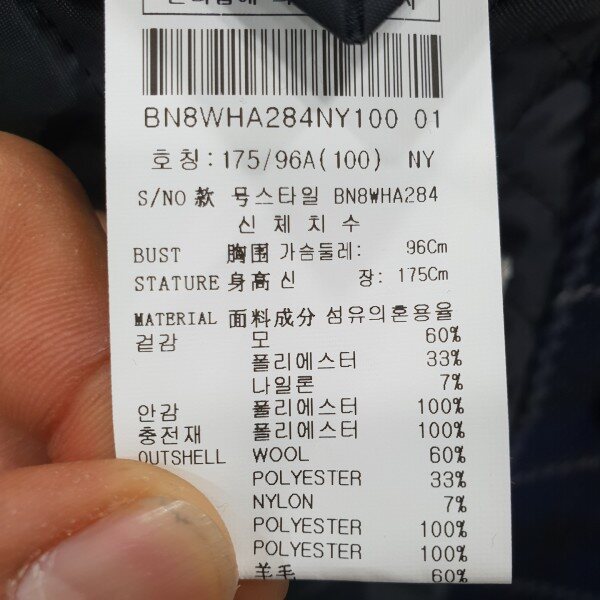 BN8WHA284NY100 01
호칭:175/96A(100) NY
S/NO 款 号스타일 BN8WHA284
신 체 치 수
BUST 胸围 가슴둘레: 96Cm
STATURE 身高 신 장: 175Cm
MATERIAL 面料成分 섬유의혼용율
겉감 모 60%
폴리에스터 33%
나일론 7%
안감 폴리에스터 100%
충전재 폴리에스터 100%
OUTSHELL WOOL 60%
POLYESTER 33%
NYLON 7%
POLYESTER 100%
POLYESTER 100%
羊毛 60%